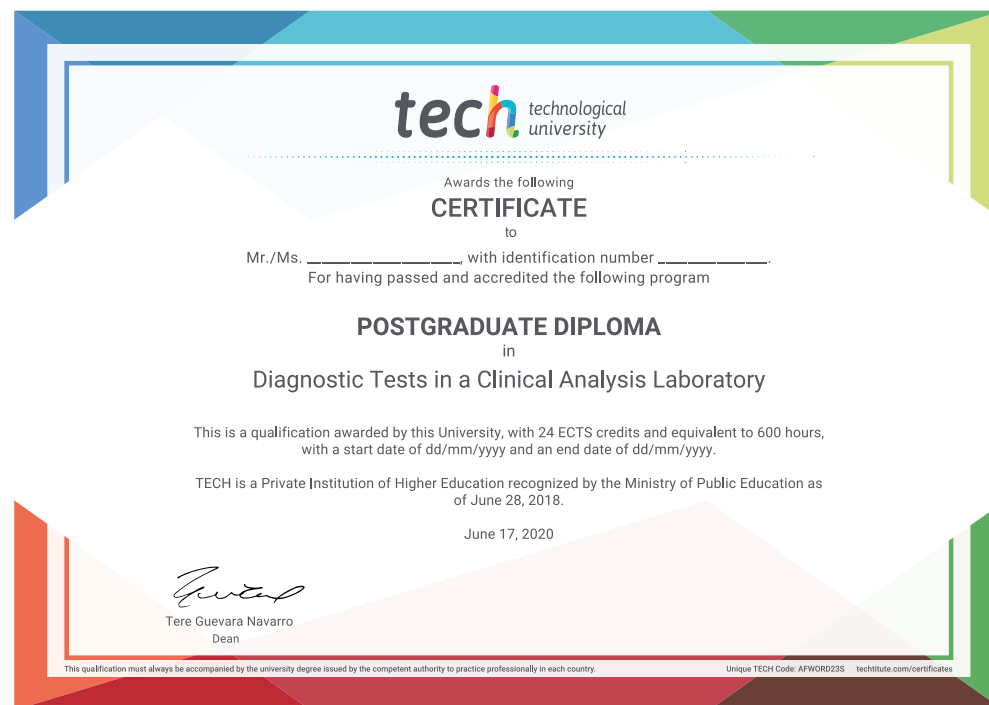 tech technological
university
Awards the following
CERTIFICATE
to
Mr./Ms. ____________________, with identification number ______________.
For having passed and accredited the following program
POSTGRADUATE DIPLOMA
in
Diagnostic Tests in a Clinical Analysis Laboratory
This is a qualification awarded by this University, with 24 ECTS credits and equivalent to 600 hours,
with a start date of dd/mm/yyyy and an end date of dd/mm/yyyy.
TECH is a Private Institution of Higher Education recognized by the Ministry of Public Education as
of June 28, 2018.
June 17, 2020
Tere Guevara Navarro
Dean
This qualification must always be accompanied by the university degree issued by the competent authority to practice professionally in each country.
Unique TECH Code: AFWORD23S techtitute.com/certificates